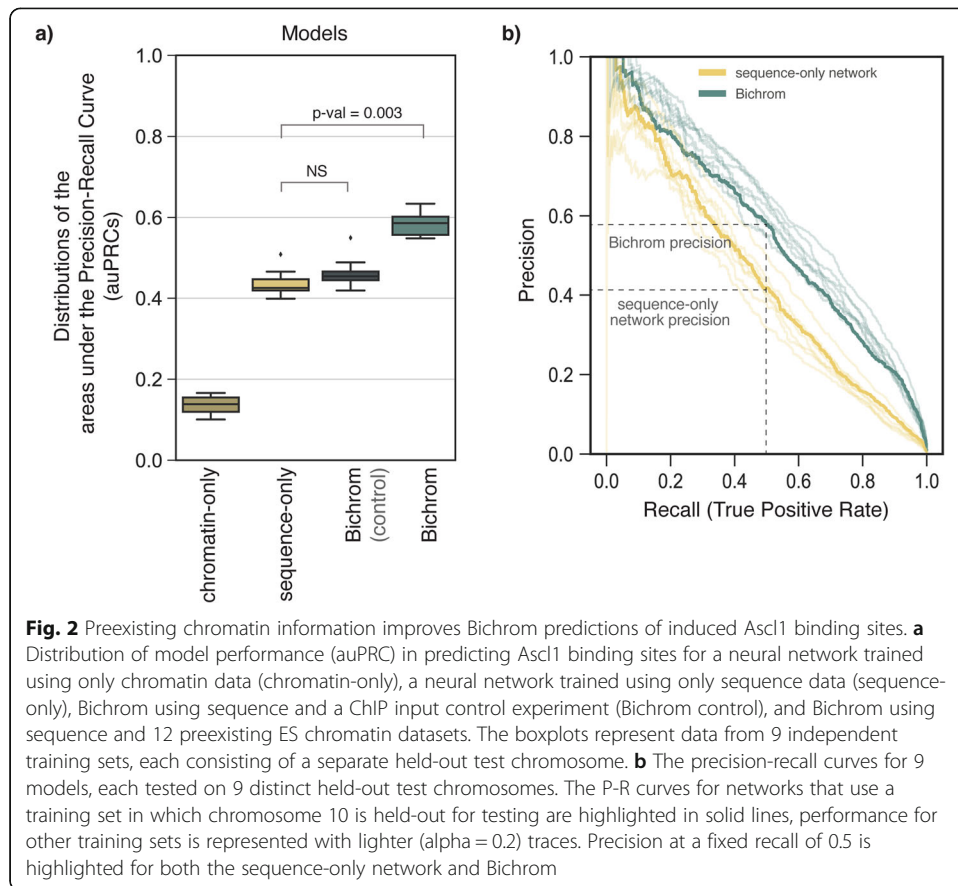 a)
Models
Distributions of the
areas under the Precision-Recall Curve
(auPRCs)
1.0
0.8
0.6
0.4
0.2
0.0
p-val = 0.003
NS
chromatin-only
sequence-only
Bichrom
(control)
Bichrom
b)
Precision
1.0
0.8
0.6
0.4
0.2
0.0
sequence-only network
Bichrom
Bichrom precision
sequence-only
network precision
0.0 0.2 0.4 0.6 0.8 1.0
Recall (True Positive Rate)
Fig. 2 Preexisting chromatin information improves Bichrom predictions of induced Ascl1 binding sites. a
Distribution of model performance (auPRC) in predicting Ascl1 binding sites for a neural network trained
using only chromatin data (chromatin-only), a neural network trained using only sequence data (sequence-
only), Bichrom using sequence and a ChIP input control experiment (Bichrom control), and Bichrom using
sequence and 12 preexisting ES chromatin datasets. The boxplots represent data from 9 independent
training sets, each consisting of a separate held-out test chromosome. b The precision-recall curves for 9
models, each tested on 9 distinct held-out test chromosomes. The P-R curves for networks that use a
training set in which chromosome 10 is held-out for testing are highlighted in solid lines, performance for
other training sets is represented with lighter (alpha = 0.2) traces. Precision at a fixed recall of 0.5 is
highlighted for both the sequence-only network and Bichrom